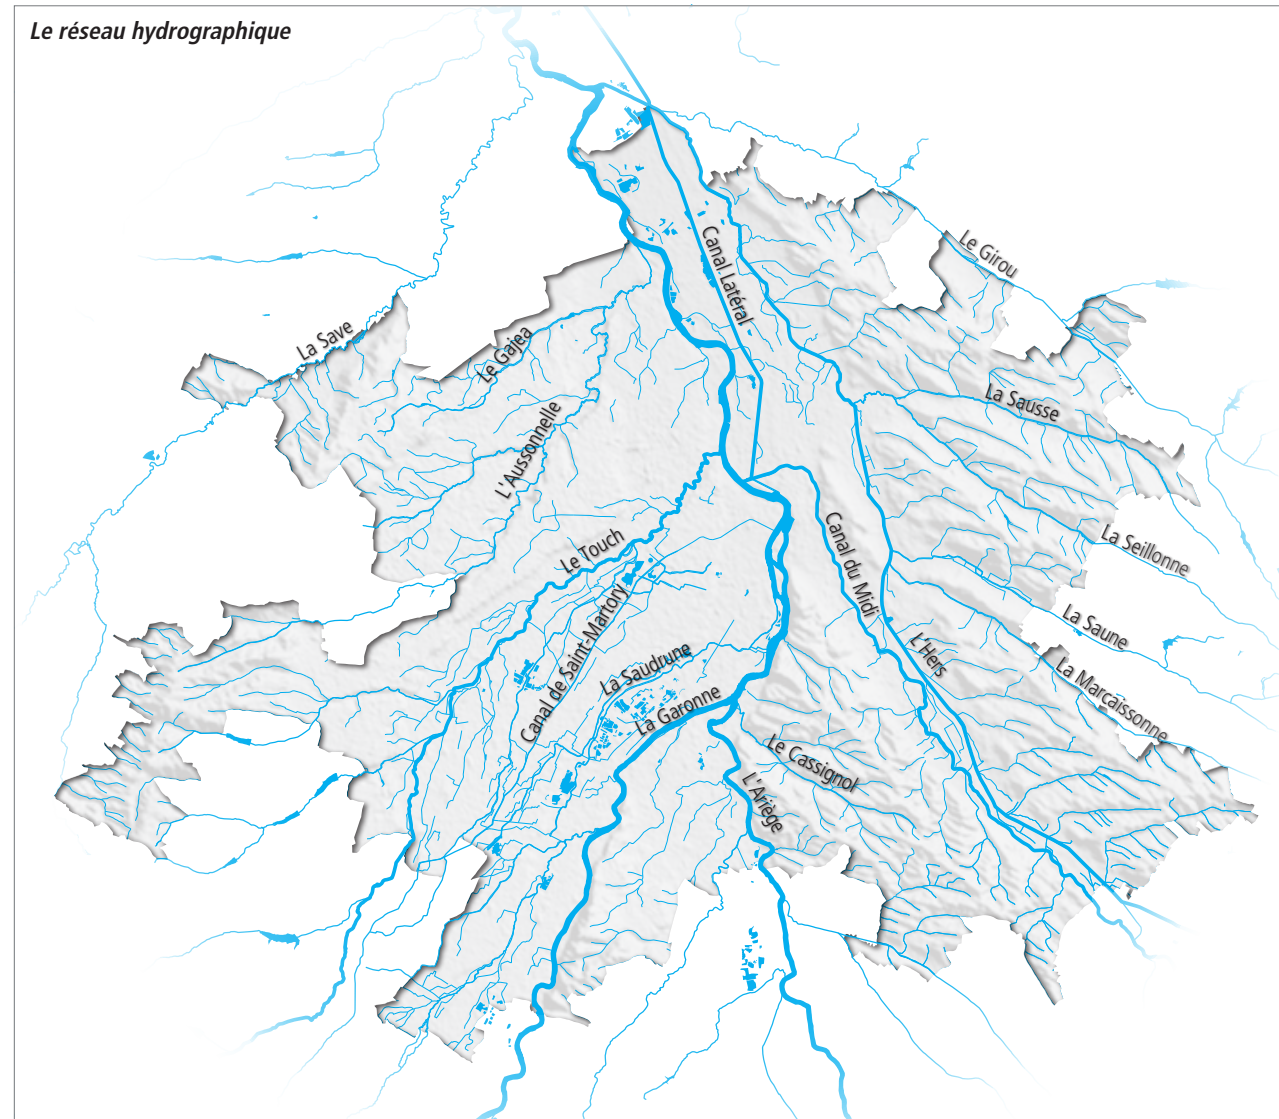 Le réseau hydrographique
Le Girou
Canal Latéral
La Save
Le Gajea
La Sausse
L'Aussonnelle
La Seillonne
Le Touch
Canal du Midi
Canal de Saint-Martory
La Saune
L'Hers
La Saudrune
La Marcaissonne
La Garonne
Le Cassignol
L'Ariège